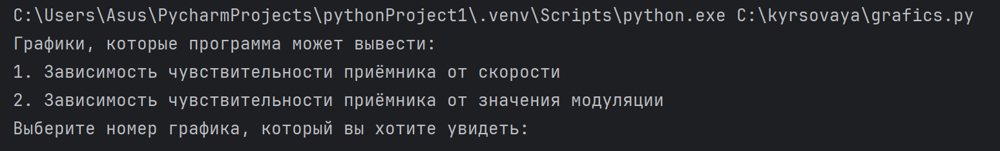 C:\Users\Asus\PycharmProjects\pythonProject1\.venv\Scripts\python.exe C:\kyrsovaya\grafics.py
Графики, которые программа может вывести:
1. Зависимость чувствительности приёмника от скорости
2. Зависимость чувствительности приёмника от значения модуляции
Выберите номер графика, который вы хотите увидеть: